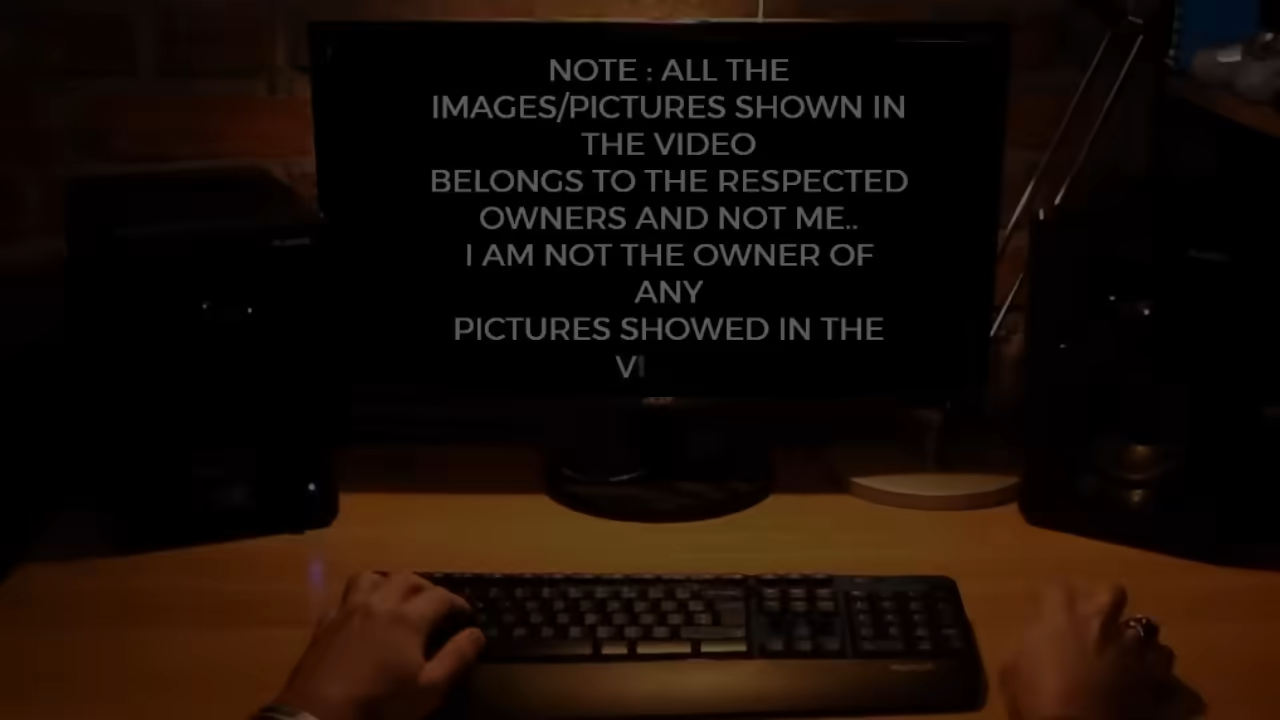 NOTE : ALL THE
IMAGES/PICTURES SHOWN IN
THE VIDEO
BELONGS TO THE RESPECTED
OWNERS AND NOT ME..
I AM NOT THE OWNER OF
ANY
PICTURES SHOWED IN THE
VI